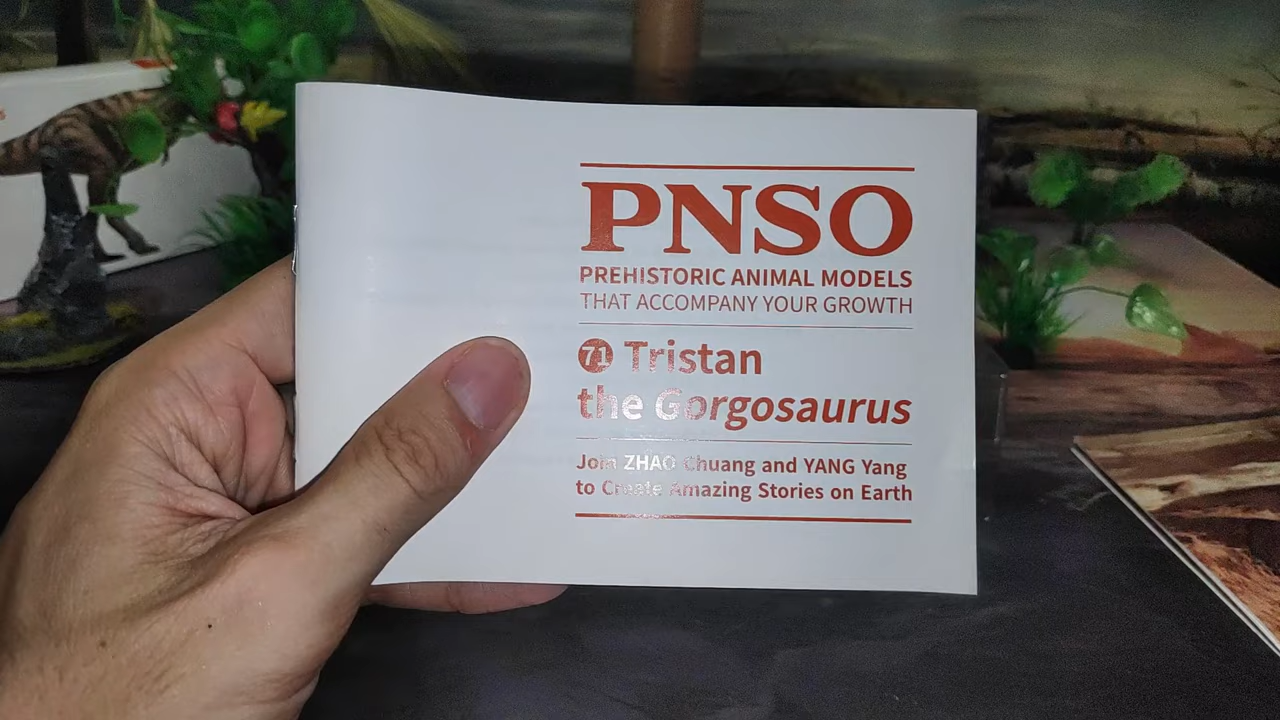 PNSO
PREHISTORIC ANIMAL MODELS
THAT ACCOMPANY YOUR GROWTH
71 Tristan
the Gorgosaurus
Join ZHAO Chuang and YANG Yang
to Create Amazing Stories on Earth